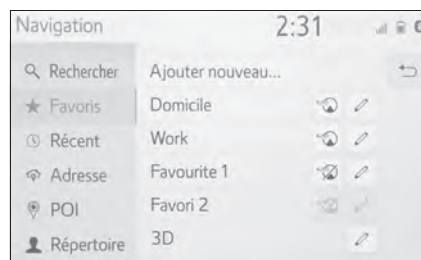 Navigation 2:31
Rechercher
Favoris
Récent
Adresse
POI
Répertoire
Ajouter nouveau...
Domicile
Work
Favourite 1
Favori 2
3D